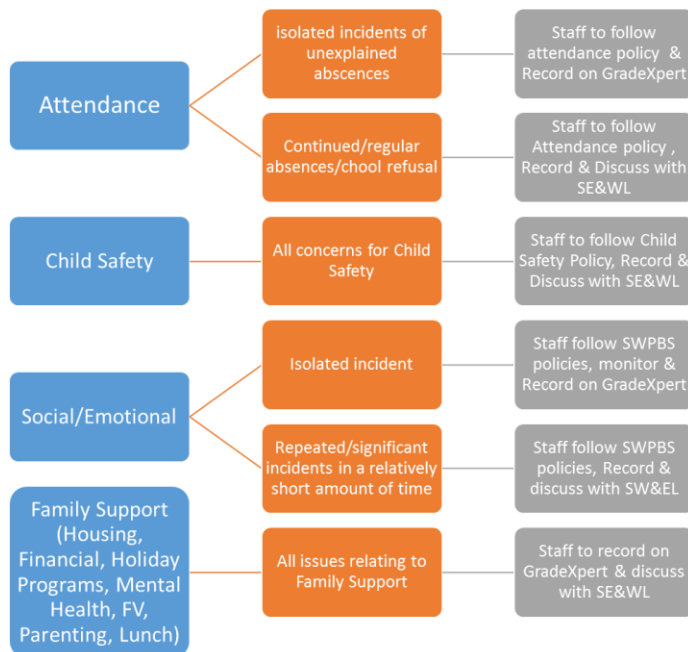 Attendance
isolated incidents of
unexplained
abscences
Staff to follow
attendance policy &
Record on GradeXpert
Continued/regular
absences/chool refusal
Staff to follow
Attendance policy ,
Record & Discuss with
SE&WL
Child Safety
All concerns for Child
Safety
Staff to follow Child
Safety Policy, Record &
Discuss with SE&WL
Social/Emotional
Isolated incident
Staff follow SWPBS
policies, monitor &
Record on GradeXpert
Repeated/significant
incidents in a relatively
short amount of time
Staff follow SWPBS
policies, Record &
discuss with SW&EL
Family Support
(Housing,
Financial, Holiday
Programs, Mental
Health, FV,
Parenting, Lunch)
All issues relating to
Family Support
Staff to record on
GradeXpert & discuss
with SE&WL